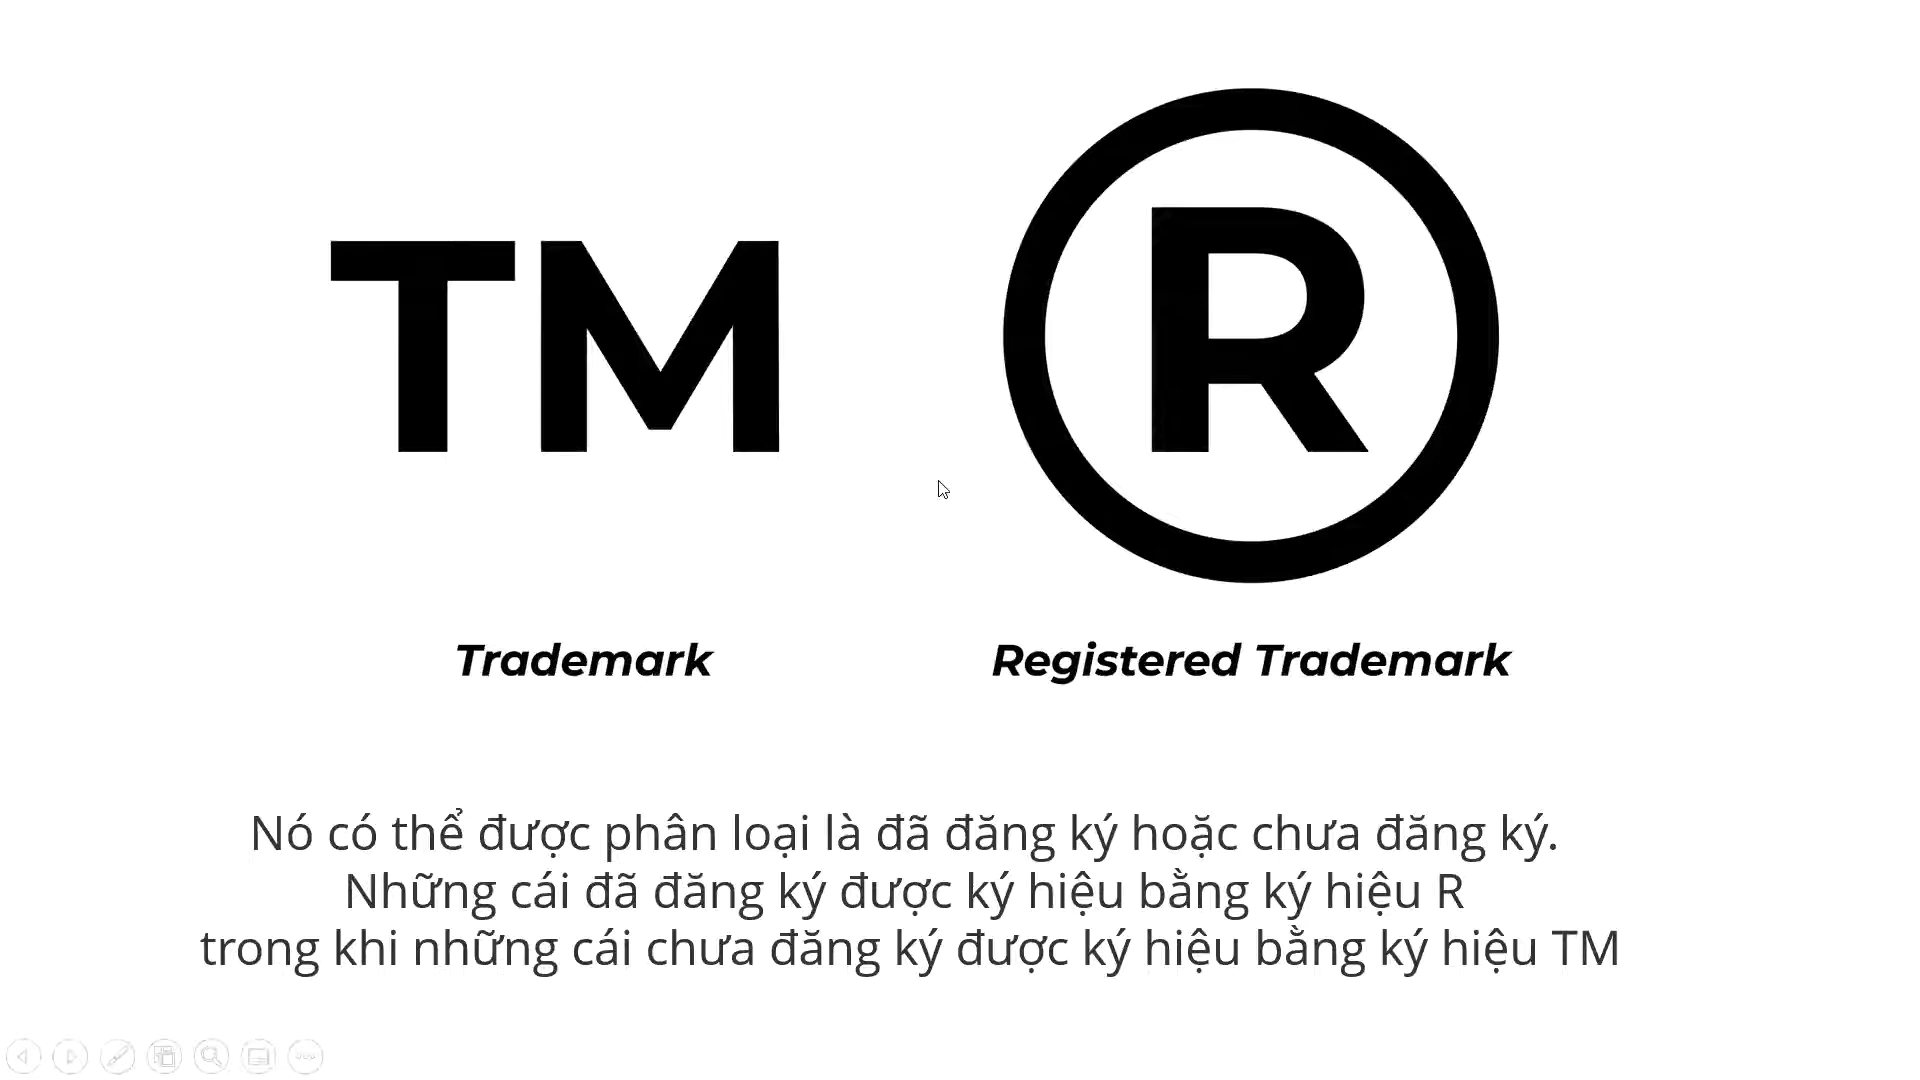 TM
R
Trademark
Registered Trademark
Nó có thể được phân loại là đã đăng ký hoặc chưa đăng ký.
Những cái đã đăng ký được ký hiệu bằng ký hiệu R
trong khi những cái chưa đăng ký được ký hiệu bằng ký hiệu TM